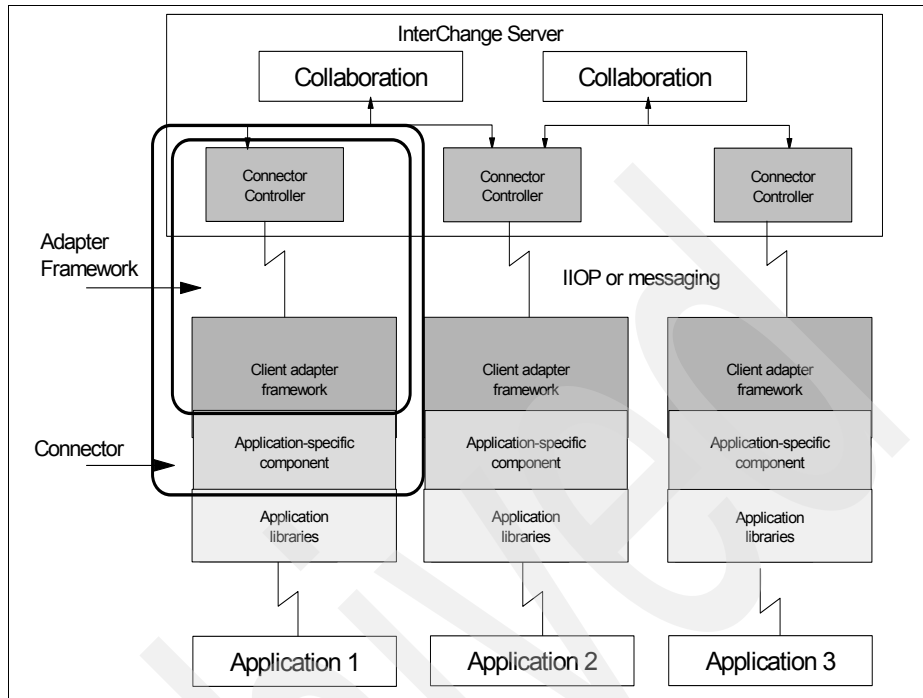 InterChange Server
Collaboration
Collaboration
Connector
Controller
Connector
Controller
Connector
Controller
Adapter
Framework
IIOP or messaging
Client adapter
framework
Client adapter
framework
Client adapter
framework
Connector
Application-specific
component
Application-specific
component
Application-specific
component
Application
libraries
Application
libraries
Application
libraries
Application 1
Application 2
Application 3